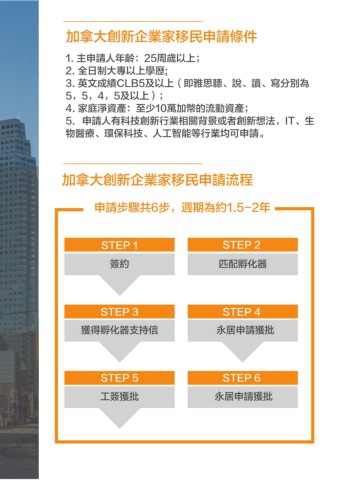 加拿大創新企業家移民申請條件
1. 主申請人年齡：25周歲以上；
2. 全日制大專以上學歷;
3. 英文成績CLB5及以上（即雅思聽、說、讀、寫分別為
5，5，4，5及以上）;
4. 家庭淨資產：至少10萬加幣的流動資產；
5. 申請人有科技創新行業相關背景或者創新想法，IT、生
物醫療、環保科技、人工智能等行業均可申請。
加拿大創新企業家移民申請流程
申請步驟共6步，週期為約1.5-2年
STEP 1
簽約
STEP 2
匹配孵化器
STEP 3
獲得孵化器支持信
STEP 4
永居申請獲批
STEP 5
工簽獲批
STEP 6
永居申請獲批